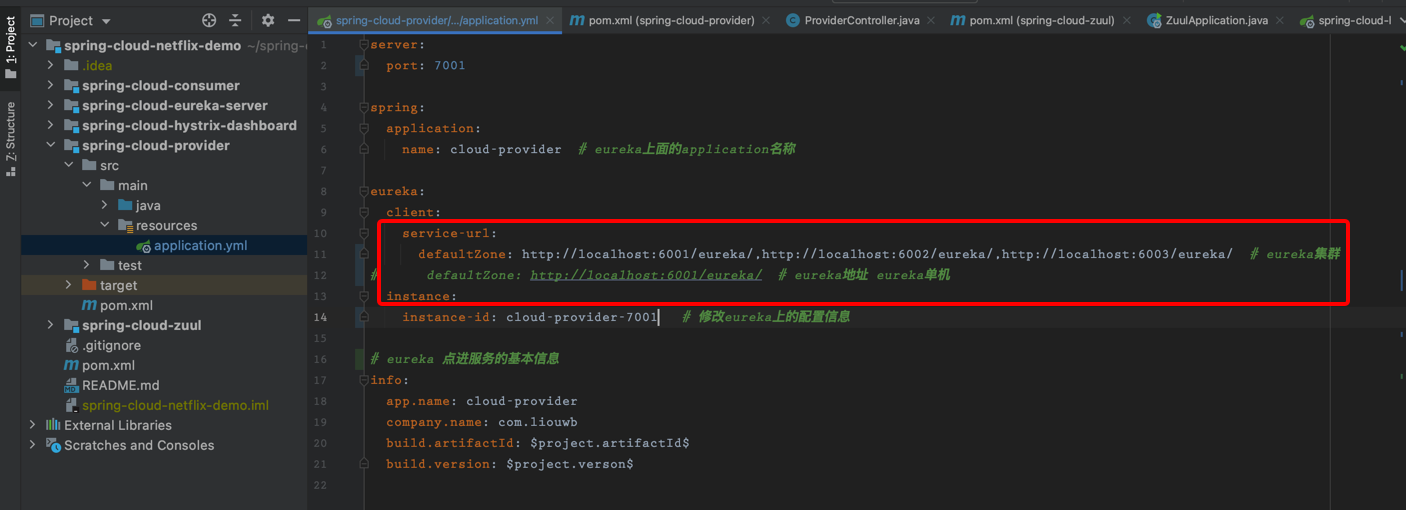 1: Project
Z: Structure
Project
spring-cloud-netflix-demo ~/spring-c
.idea
spring-cloud-consumer
spring-cloud-eureka-server
spring-cloud-hystrix-dashboard
spring-cloud-provider
src
main
java
resources
application.yml
test
target
pom.xml
spring-cloud-zuul
.gitignore
pom.xml
README.md
spring-cloud-netflix-demo.iml
External Libraries
Scratches and Consoles
spring-cloud-provider/.../application.yml
pom.xml (spring-cloud-provider)
ProviderController.java
pom.xml (spring-cloud-zuul)
ZuulApplication.java
spring-cloud-l
1 server:
2 port: 7001
3
4 spring:
5 application:
6 name: cloud-provider # eureka上面的application名称
7
8 eureka:
9 client:
10 service-url:
11 defaultZone: http://localhost:6001/eureka/,http://localhost:6002/eureka/,http://localhost:6003/eureka/ # eureka集群
12 # defaultZone: http://localhost:6001/eureka/ # eureka地址 eureka单机
13 instance:
14 instance-id: cloud-provider-7001 # 修改eureka上的配置信息
15
16 # eureka 点进服务的基本信息
17 info:
18 app.name: cloud-provider
19 company.name: com.liouwb
20 build.artifactId: $project.artifactId$
21 build.version: $project.verson$
22